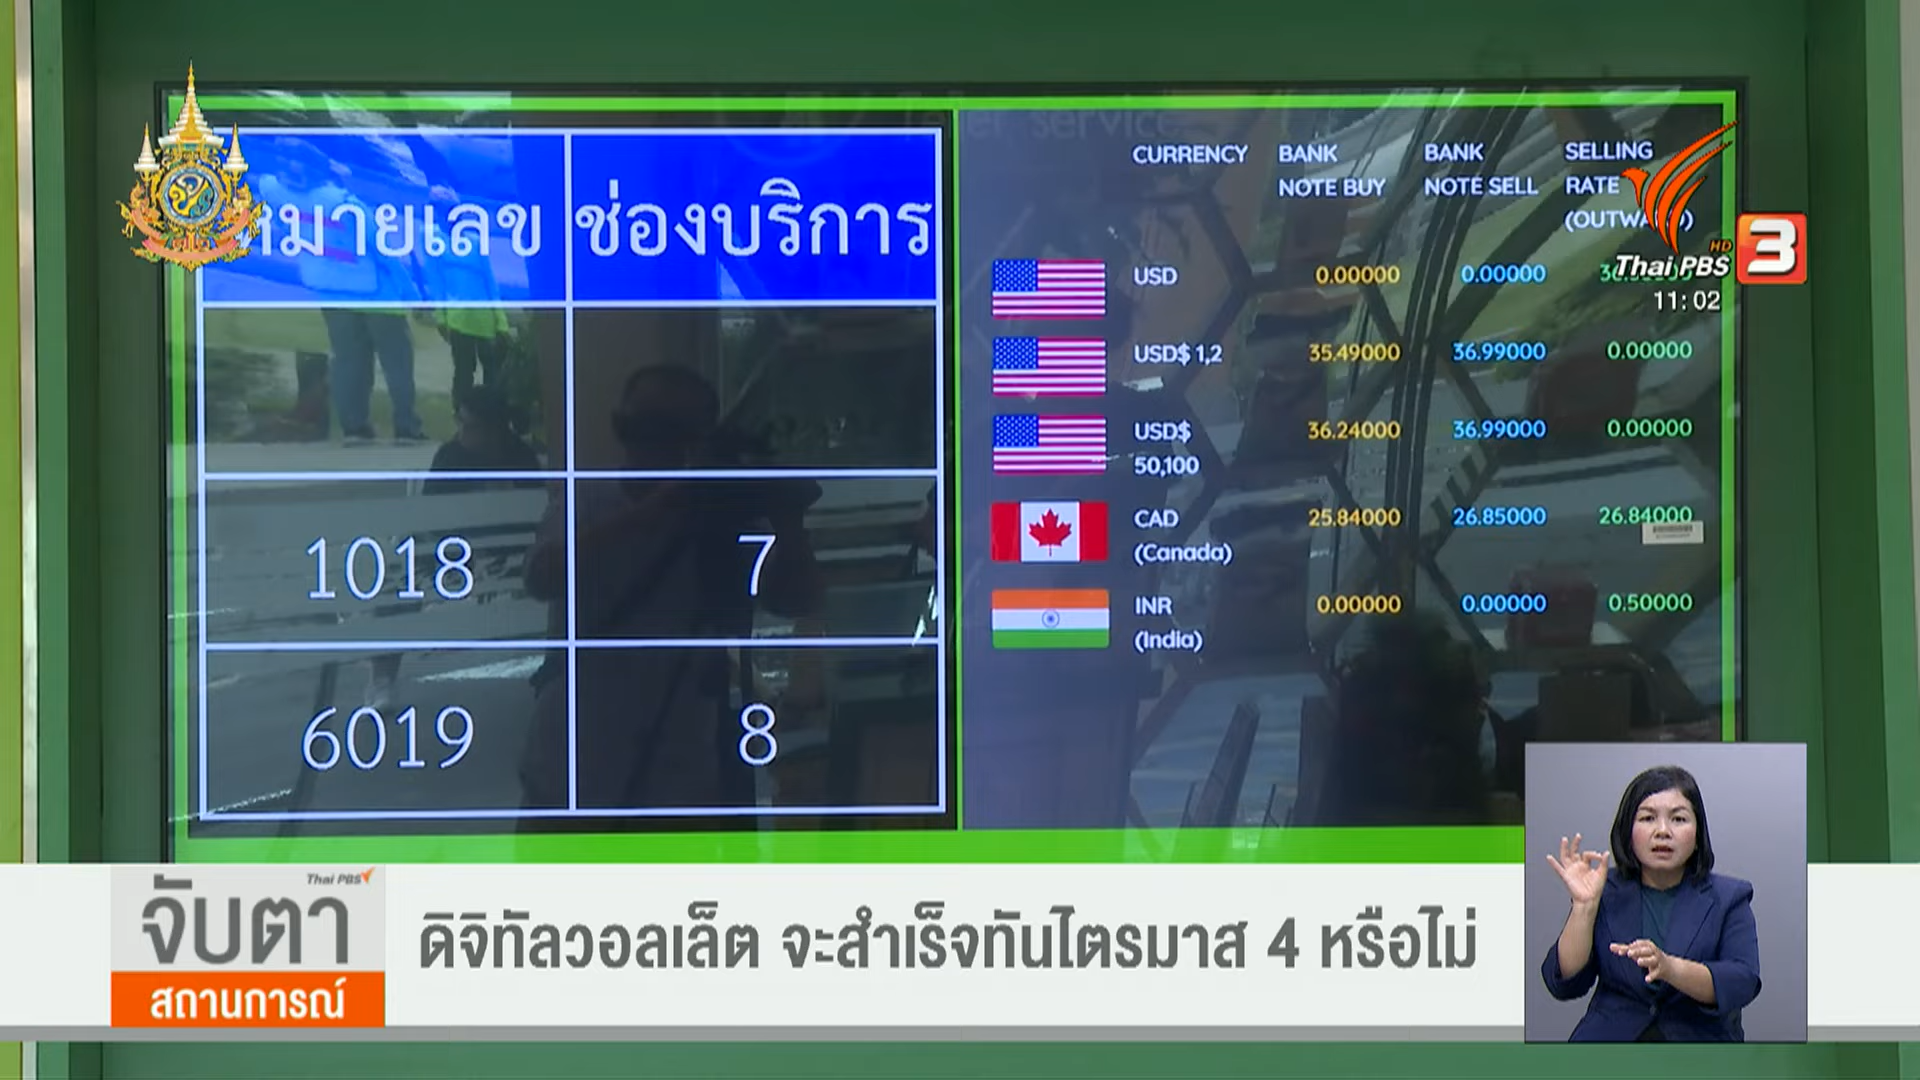 หมายเลข ช่องบริการ
1018 7
6019 8
CURRENCY BANK NOTE BUY BANK NOTE SELL SELLING RATE
USD 0.00000 0.00000
USD$ 1,2 35.49000 36.99000 0.00000
USD$ 50,100 36.24000 36.99000 0.00000
CAD (Canada) 25.84000 26.85000 26.84000
INR (India) 0.00000 0.00000 0.50000
HD
Thai PBS 3
11:02
Thai PBS
จับตา
สถานการณ์
ดิจิทัลวอลเล็ต จะสำเร็จทันไตรมาส 4 หรือไม่